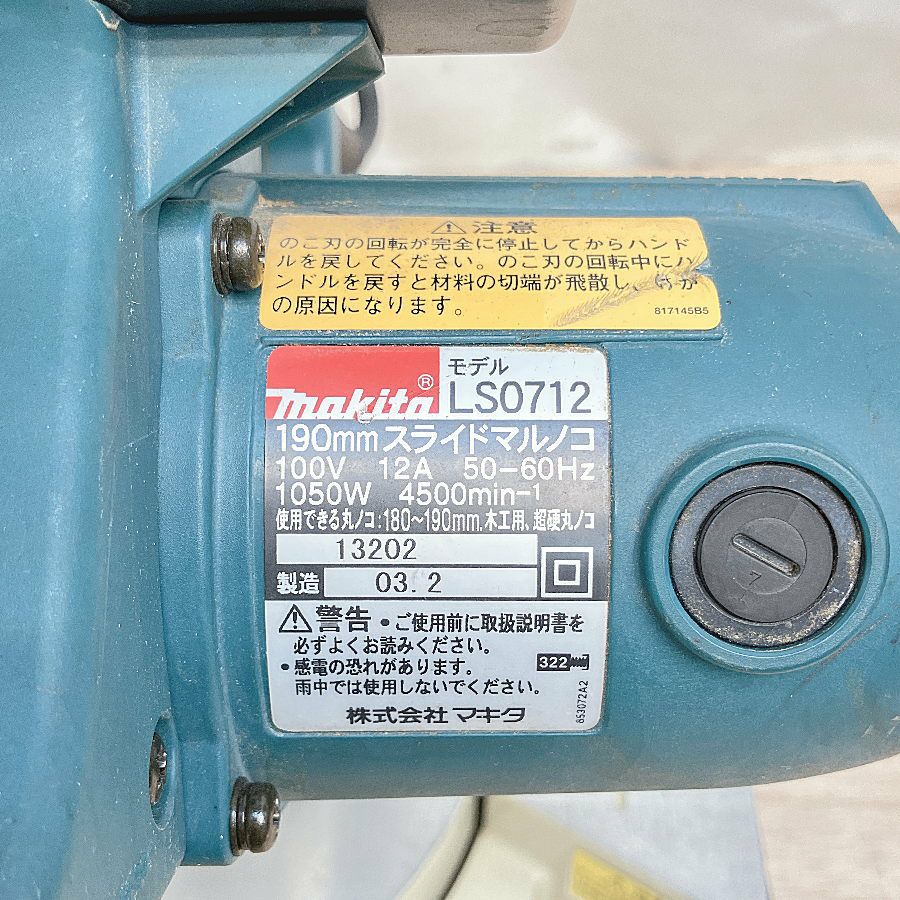 ⚠注意
のこ刃の回転が完全に停止してからハンド
ルを戻してください。のこ刃の回転中にハ
ンドルを戻すと材料の切端が飛散し、けが
の原因になります。
817145B5
makita®
モデル
LS0712
190mmスライドマルノコ
100V 12A 50-60Hz
1050W 4500min-1
使用できる丸ノコ:180~190mm、木工用、超硬丸ノコ
13202
製造 03.2
⚠警告 ●ご使用前に取扱説明書を
必ずよくお読みください。
●感電の恐れがあります。
雨中では使用しないでください。
322
株式会社 マキタ
853072A2
7